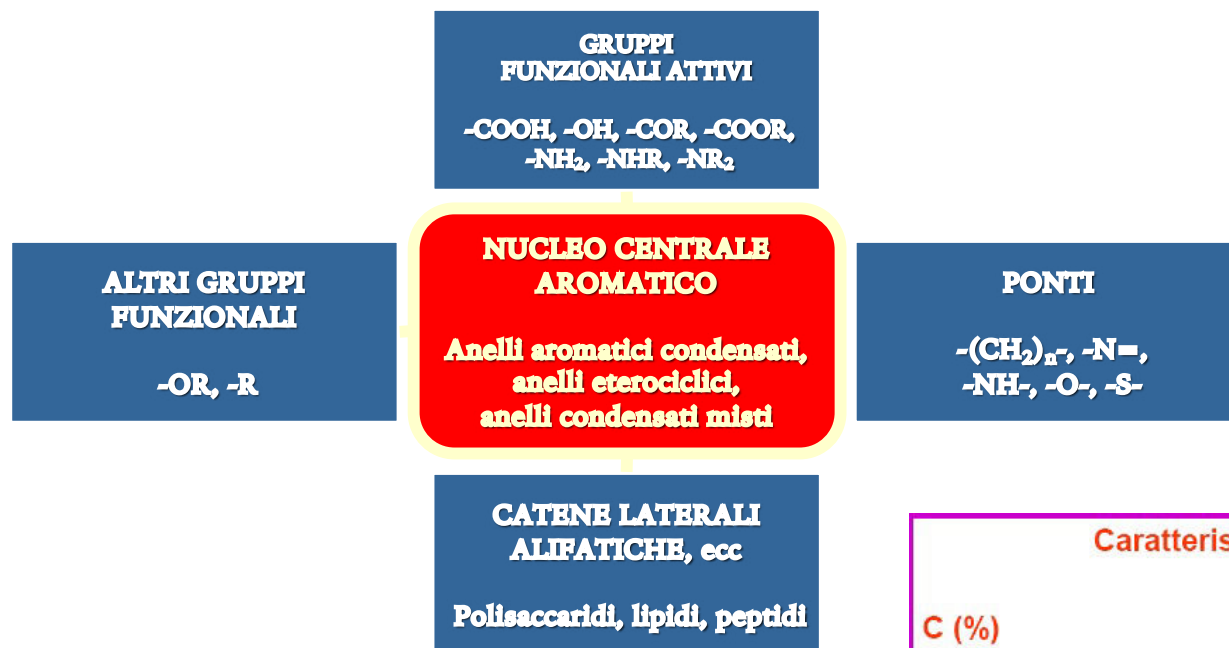 GRUPPI
FUNZIONALI ATTIVI
-COOH, -OH, -COR, -COOR,
-NH₂, -NHR, -NR₂
ALTRI GRUPPI
FUNZIONALI
-OR, -R
NUCLEO CENTRALE
AROMATICO
Anelli aromatici condensati,
anelli eterociclici,
anelli condensati misti
PONTI
-(CH₂)ₙ-, -N=,
-NH-, -O-, -S-
CATENE LATERALI
ALIFATICHE, ecc
Polisaccaridi, lipidi, peptidi
Caratteris
C (%)